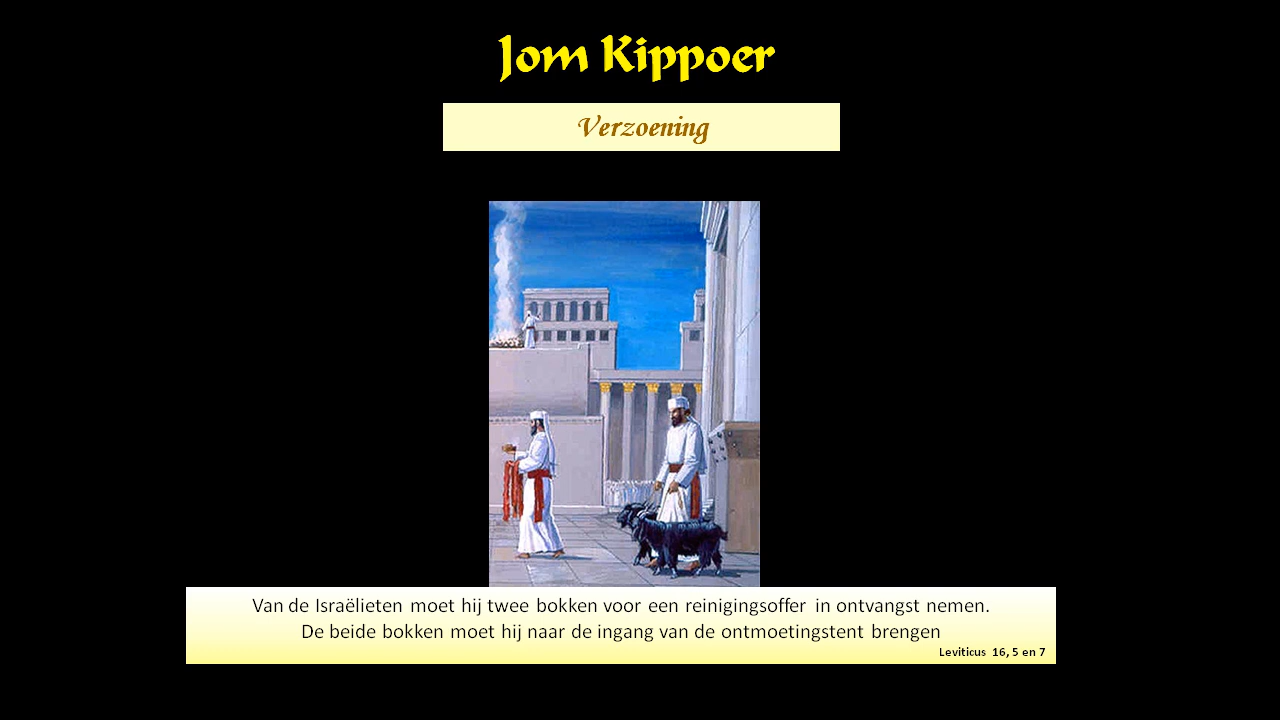 Jom Kippoer
Verzoening
Van de Israëlieten moet hij twee bokken voor een reinigingsoffer in ontvangst nemen.
De beide bokken moet hij naar de ingang van de ontmoetingstent brengen
Leviticus 16, 5 en 7